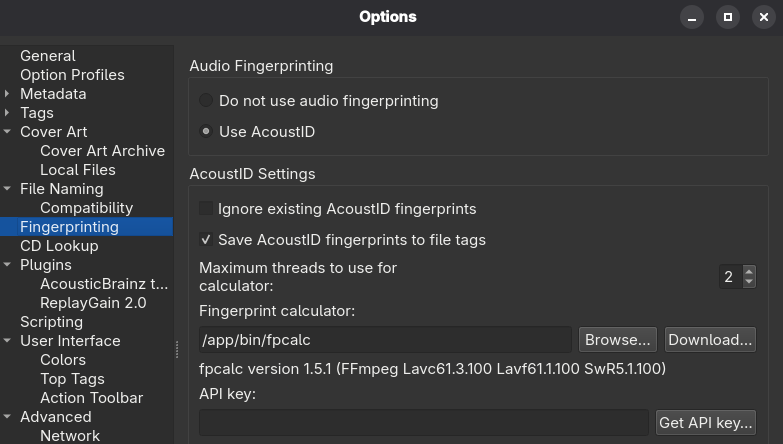 Options
General
Option Profiles
Metadata
Tags
Cover Art
Cover Art Archive
Local Files
File Naming
Compatibility
Fingerprinting
CD Lookup
Plugins
AcousticBrainz t...
ReplayGain 2.0
Scripting
User Interface
Colors
Top Tags
Action Toolbar
Advanced
Network
Audio Fingerprinting
Do not use audio fingerprinting
Use AcoustID
AcoustID Settings
Ignore existing AcoustID fingerprints
Save AcoustID fingerprints to file tags
Maximum threads to use for
calculator:
2
Fingerprint calculator:
/app/bin/fpcalc
Browse...
Download...
fpcalc version 1.5.1 (FFmpeg Lavc61.3.100 Lavf61.1.100 SwR5.1.100)
API key:
Get API key...